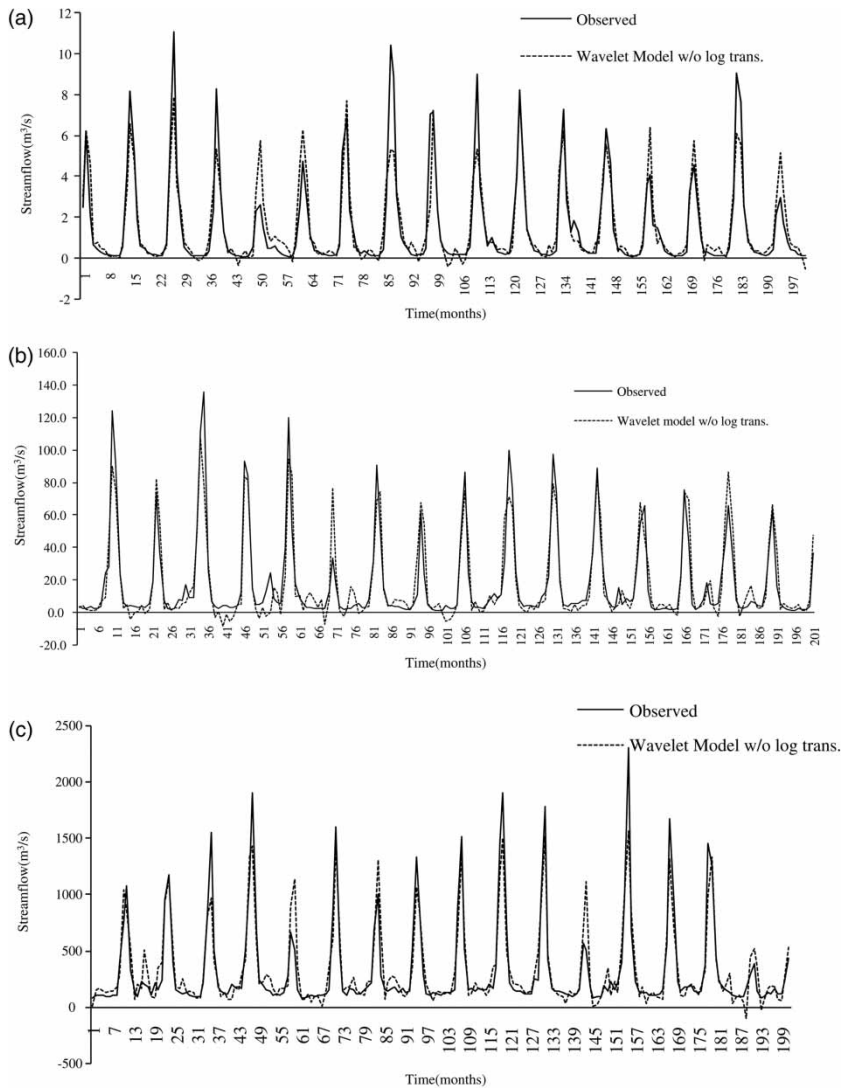 (a)
Observed
Wavelet Model w/o log trans.
Streamflow(m³/s)
12
10
8
6
4
2
0
-2
1 8 15 22 29 36 43 50 57 64 71 78 85 92 99 106 113 120 127 134 141 148 155 162 169 176 183 190 197
Time(months)
(b)
Observed
Wavelet model w/o log trans.
Streamflow(m³/s)
160.0
140.0
120.0
100.0
80.0
60.0
40.0
20.0
0.0
-20.0
1 6 11 16 21 26 31 36 41 46 51 56 61 66 71 76 81 86 91 96 101 106 111 116 121 126 131 136 141 146 151 156 161 166 171 176 181 186 191 196 201
Time(months)
(c)
Observed
Wavelet Model w/o log trans.
Streamflow(m³/s)
2500
2000
1500
1000
500
0
-500
1 7 13 19 25 31 37 43 49 55 61 67 73 79 85 91 97 103 109 115 121 127 133 139 145 151 157 163 169 175 181 187 193 199
Time(months)